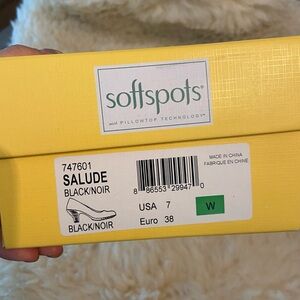 softspots®
with PILLOWTOP TECHNOLOGY™
747601
SALUDE
BLACK/NOIR
BLACK/NOIR
MADE IN CHINA
FABRIQUE EN CHINE
8 86553 29947 0
USA 7
Euro 38
W